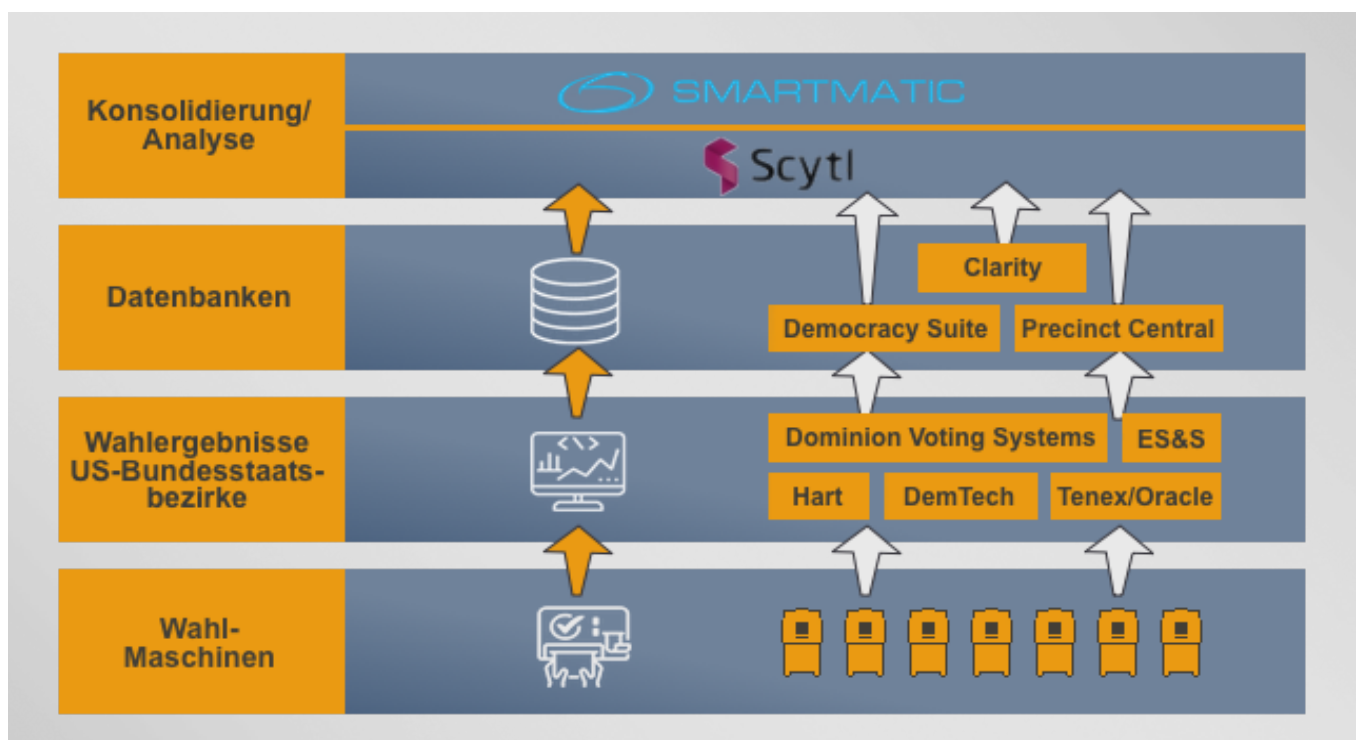 Konsolidierung/
Analyse
SMARTMATIC
Scytl
Datenbanken
Clarity
Democracy Suite
Precinct Central
Wahlergebnisse
US-Bundesstaats-
bezirke
Dominion Voting Systems
ES&S
Hart
DemTech
Tenex/Oracle
Wahl-
Maschinen